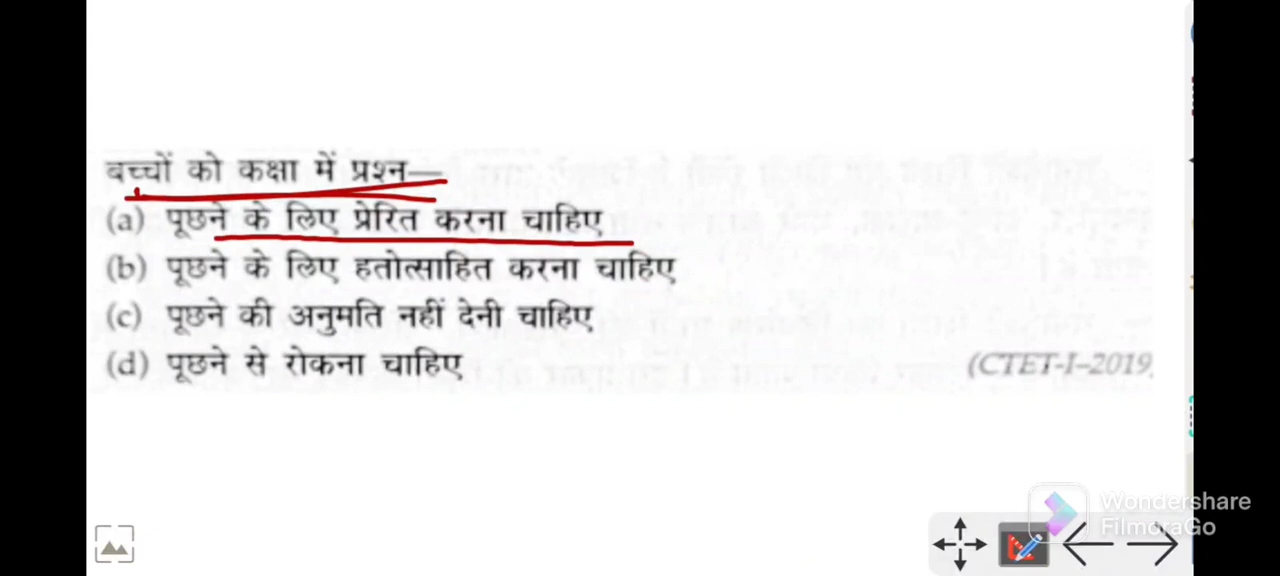 बच्चों को कक्षा में प्रश्न—
(a) पूछने के लिए प्रेरित करना चाहिए
(b) पूछने के लिए हतोत्साहित करना चाहिए
(c) पूछने की अनुमति नहीं देनी चाहिए
(d) पूछने से रोकना चाहिए
(CTET-I–2019
Wondershare
FilmoraGo